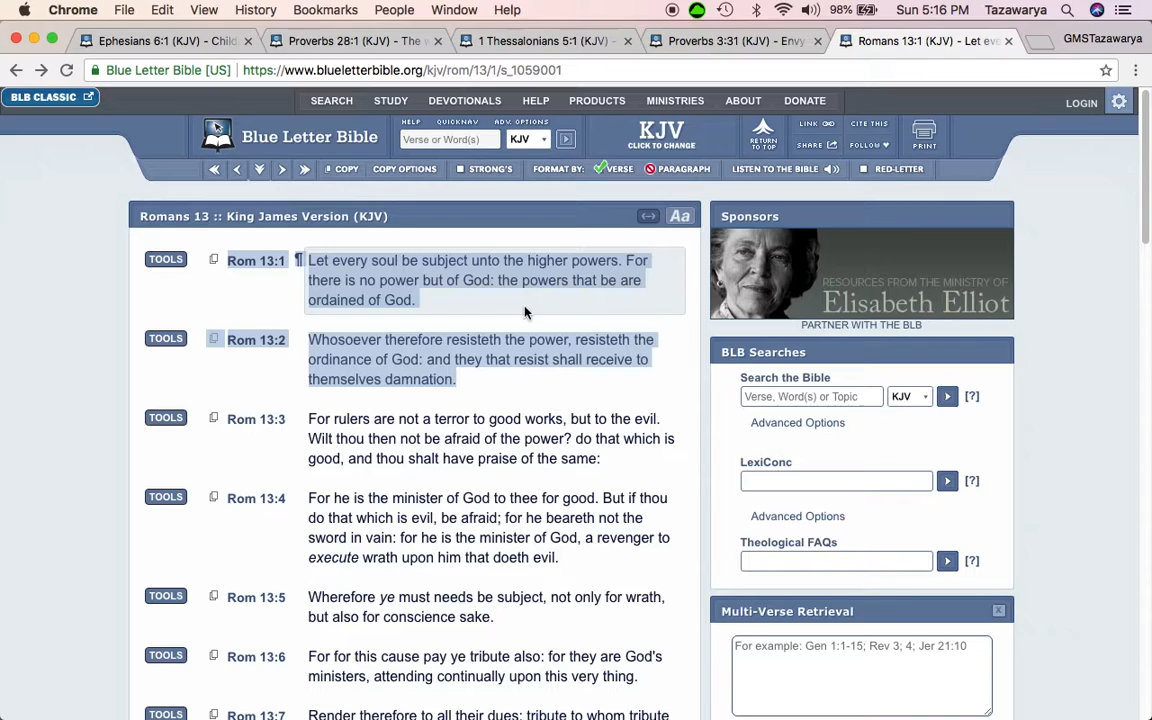 Chrome File Edit View History Bookmarks People Window Help 98% Sun 5:16 PM Tazawarya
Ephesians 6:1 (KJV) - Child Proverbs 28:1 (KJV) - The w 1 Thessalonians 5:1 (KJV) - Proverbs 3:31 (KJV) - Envy Romans 13:1 (KJV) - Let eve GMSTazawarya
Blue Letter Bible [US] https://www.blueletterbible.org/kjv/rom/13/1/s_1059001
BLB CLASSIC SEARCH STUDY DEVOTIONALS HELP PRODUCTS MINISTRIES ABOUT DONATE LOGIN
HELP QUICKNAV ADV. OPTIONS
Blue Letter Bible Verse or Word(s) KJV
KJV
CLICK TO CHANGE
RETURN
TO TOP
LINK CITE THIS
SHARE FOLLOW
PRINT
COPY COPY OPTIONS STRONG'S FORMAT BY: VERSE PARAGRAPH LISTEN TO THE BIBLE RED-LETTER
Romans 13 :: King James Version (KJV) Aa
TOOLS Rom 13:1 ¶ Let every soul be subject unto the higher powers. For
there is no power but of God: the powers that be are
ordained of God.
TOOLS Rom 13:2 Whosoever therefore resisteth the power, resisteth the
ordinance of God: and they that resist shall receive to
themselves damnation.
TOOLS Rom 13:3 For rulers are not a terror to good works, but to the evil.
Wilt thou then not be afraid of the power? do that which is
good, and thou shalt have praise of the same:
TOOLS Rom 13:4 For he is the minister of God to thee for good. But if thou
do that which is evil, be afraid; for he beareth not the
sword in vain: for he is the minister of God, a revenger to
execute wrath upon him that doeth evil.
TOOLS Rom 13:5 Wherefore ye must needs be subject, not only for wrath,
but also for conscience sake.
TOOLS Rom 13:6 For for this cause pay ye tribute also: for they are God's
ministers, attending continually upon this very thing.
TOOLS Rom 13:7 Render therefore to all their dues: tribute to whom tribute
Sponsors
RESOURCES FROM THE MINISTRY OF
Elisabeth Elliot
PARTNER WITH THE BLB
BLB Searches
Search the Bible
Verse, Word(s) or Topic KJV [?]
Advanced Options
LexiConc
[?]
Advanced Options
Theological FAQs
[?]
Multi-Verse Retrieval x
For example: Gen 1:1-15; Rev 3; 4; Jer 21:10